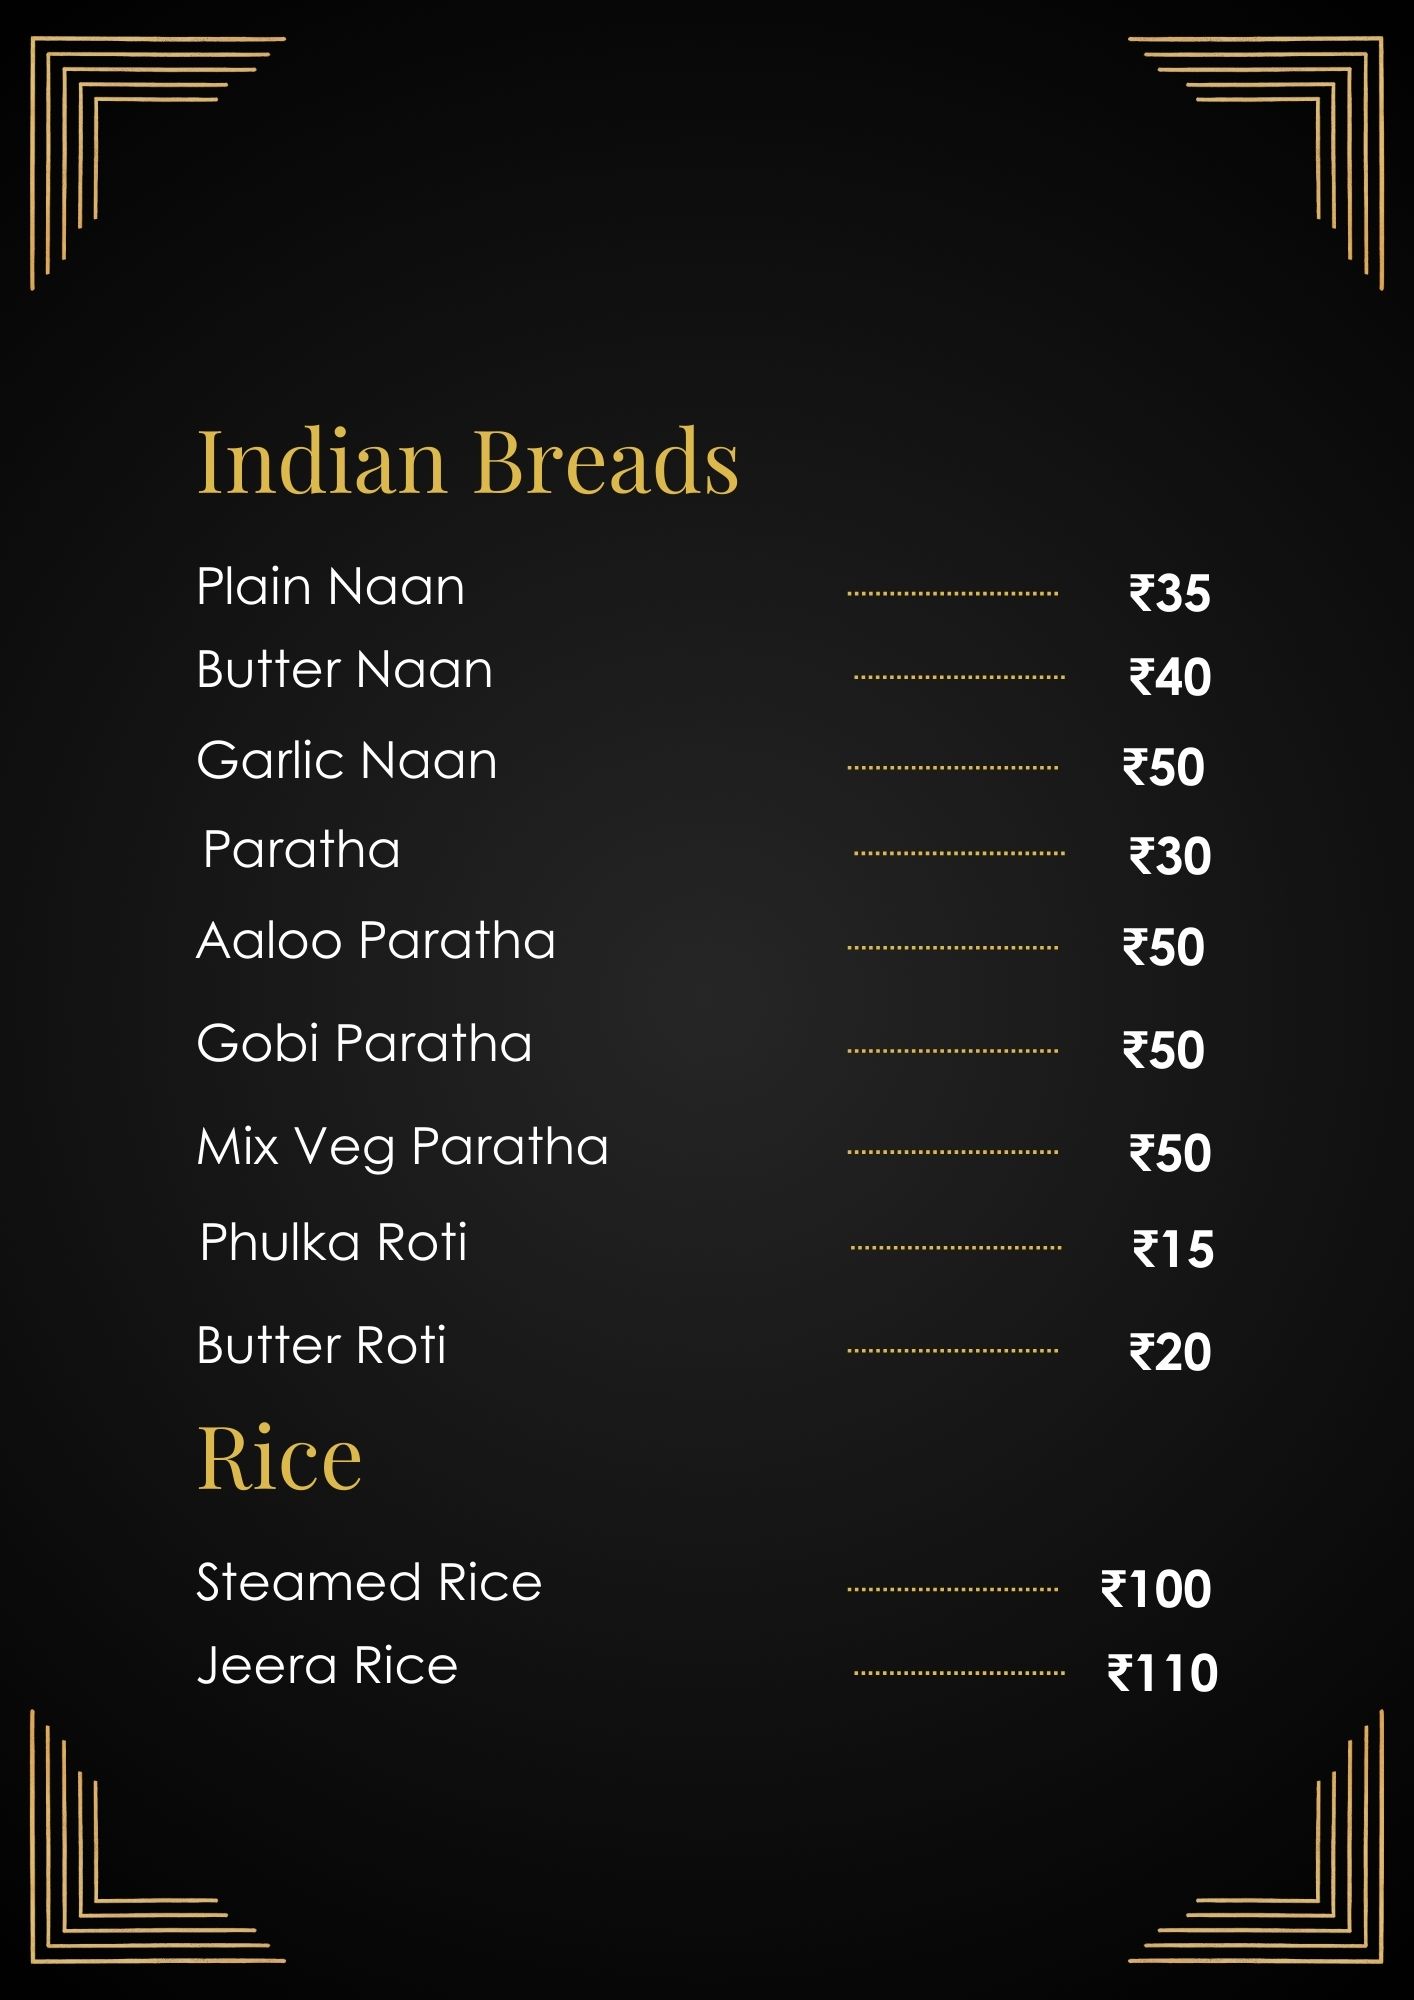 Indian Breads
Plain Naan ₹35
Butter Naan ₹40
Garlic Naan ₹50
Paratha ₹30
Aaloo Paratha ₹50
Gobi Paratha ₹50
Mix Veg Paratha ₹50
Phulka Roti ₹15
Butter Roti ₹20
Rice
Steamed Rice ₹100
Jeera Rice ₹110